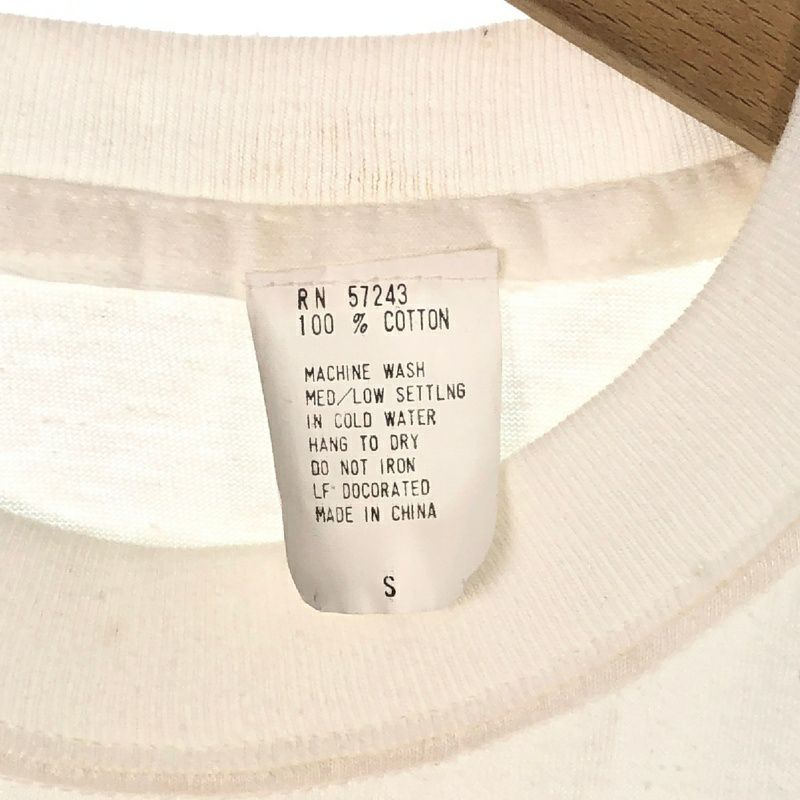 RN 57243
100 % COTTON
MACHINE WASH
MED/LOW SETTLNG
IN COLD WATER
HANG TO DRY
DO NOT IRON
LF DOCORATED
MADE IN CHINA
S